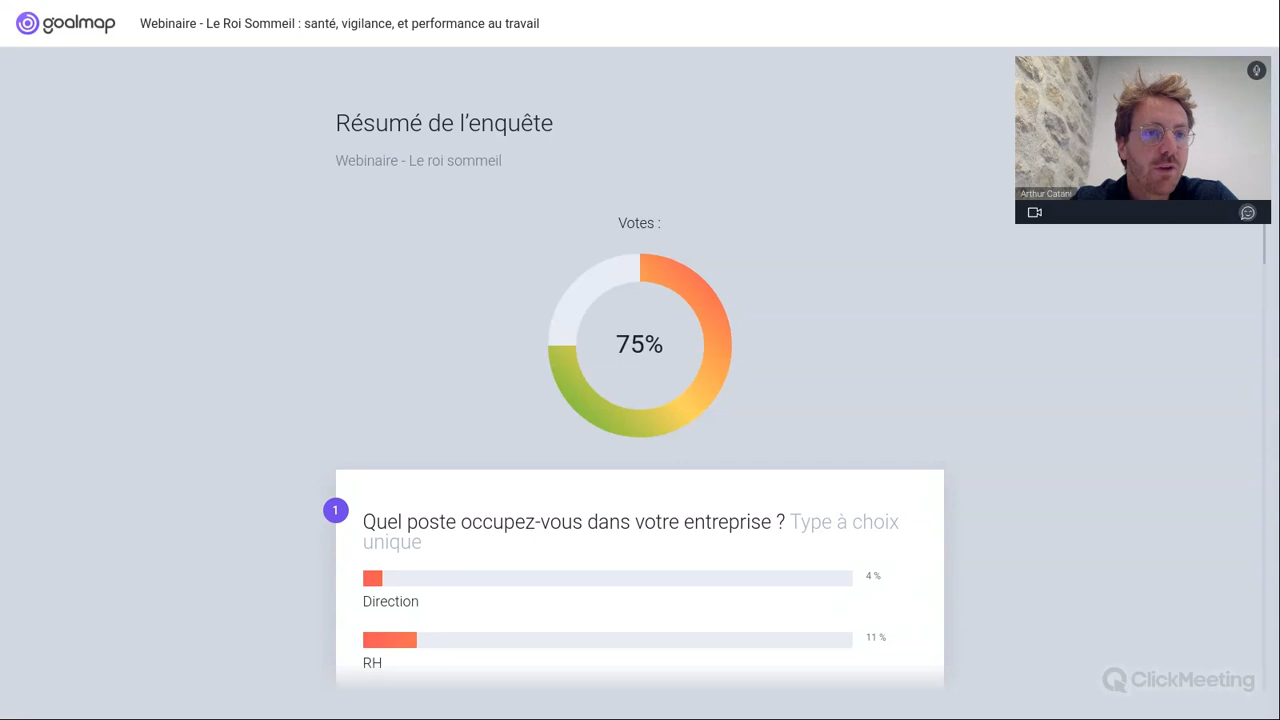 goalmap
Webinaire - Le Roi Sommeil : santé, vigilance, et performance au travail
Résumé de l’enquête
Webinaire - Le roi sommeil
Arthur Catani
Votes :
75%
1
Quel poste occupez-vous dans votre entreprise ? Type à choix
unique
4 %
Direction
11 %
RH
ClickMeeting